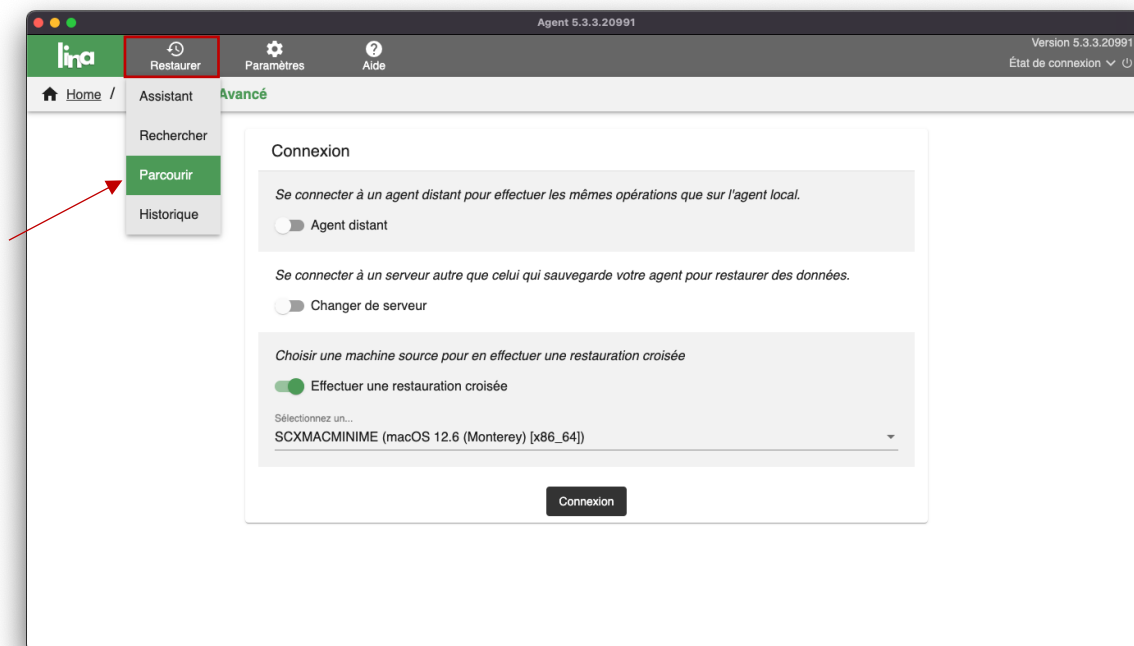 Agent 5.3.3.20991
lina
Restaurer
Paramètres
Aide
Version 5.3.3.20991
État de connexion
Home / Avancé
Assistant
Rechercher
Parcourir
Historique
Connexion
Se connecter à un agent distant pour effectuer les mêmes opérations que sur l'agent local.
Agent distant
Se connecter à un serveur autre que celui qui sauvegarde votre agent pour restaurer des données.
Changer de serveur
Choisir une machine source pour en effectuer une restauration croisée
Effectuer une restauration croisée
Sélectionnez un...
SCXMACMINIME (macOS 12.6 (Monterey) [x86_64])
Connexion